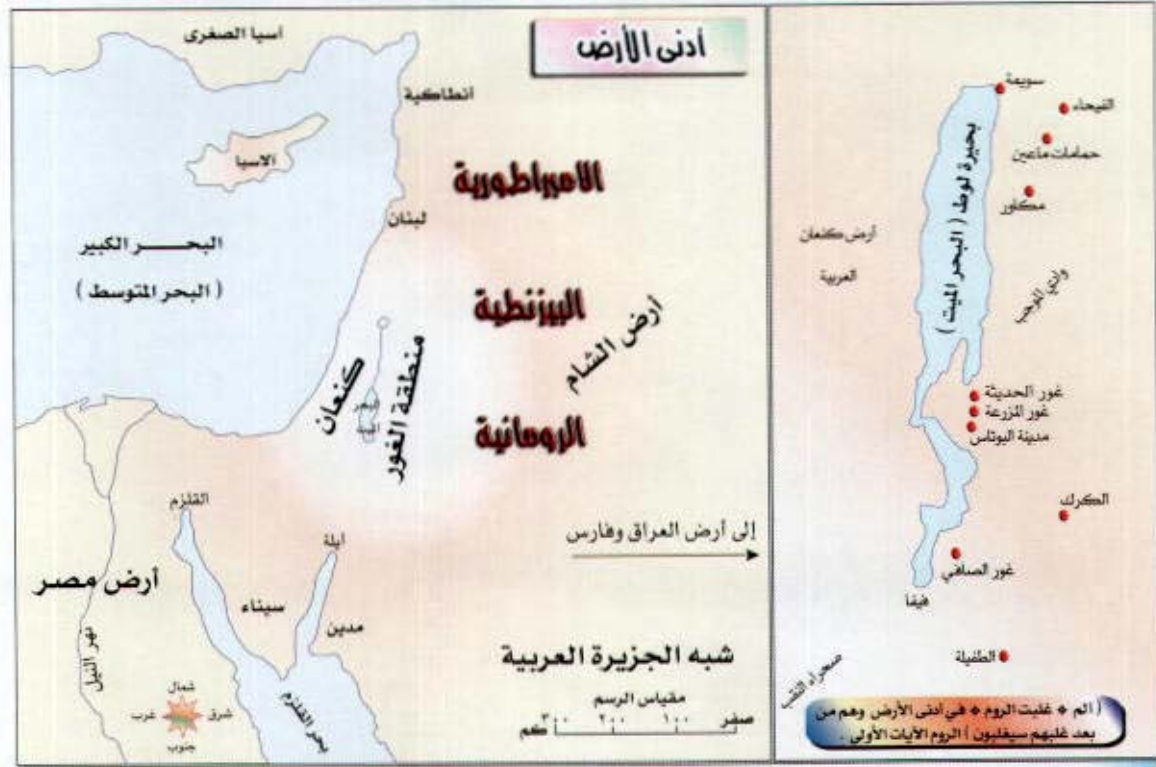 أدنى الأرض
آسيا الصغرى
أنطاكية
الاسيا
لبنان
البحـــر الكبير
( البحر المتوسط )
الامبراطورية
البيزنطية
الرومانية
أرض الشام
كنعان
منطقة الغور
البحر
القلزم
أيلة
إلى أرض العراق وفارس
أرض مصر
سيناء
مدين
نهر النيل
بحر القلزم
شبه الجزيرة العربية
مقياس الرسم
صفر ١٠٠ ٢٠٠ ٣٠٠ كم
شمال
غرب شرق
جنوب
سويمة
الفيحاء
حمامات ماعين
مكاور
بحيرة لوط ( البحر الميت )
أرض كنعان
العربية
وادي الموجب
غور الحديثة
غور المزرعة
مدينة البوتاس
الكرك
غور الصافي
فيفا
الطفيلة
صحراء النقب
( الم * غلبت الروم * في أدنى الأرض وهم من
بعد غلبهم سيغلبون ) الروم الآيات الأولى .